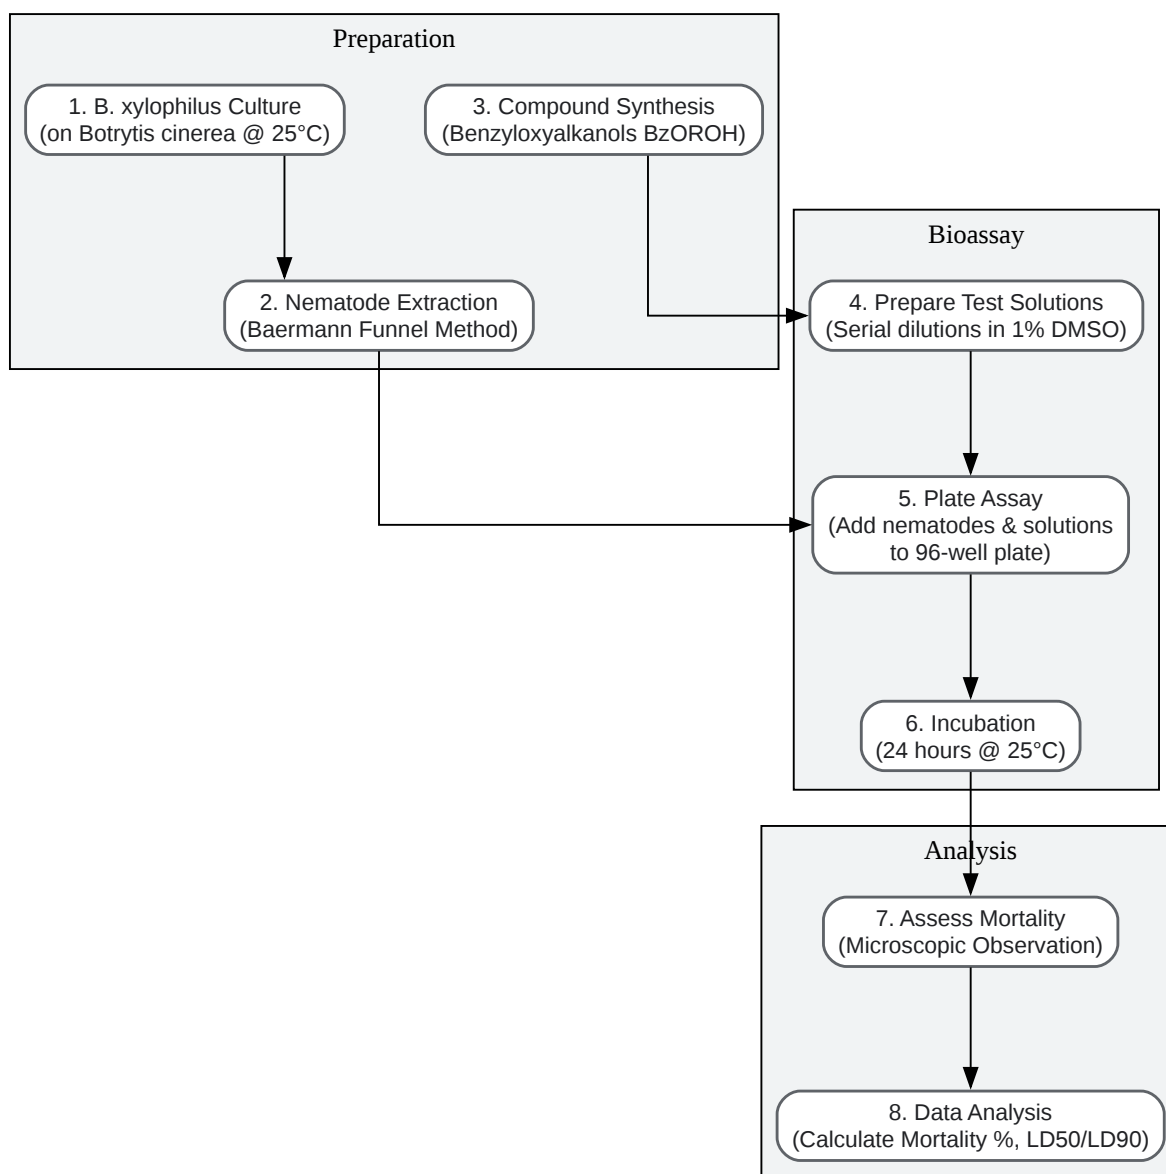 Preparation
1. B. xylophilus Culture
(on Botrytis cinerea @ 25°C)
3. Compound Synthesis
(Benzyloxyalkanols BzOROH)
2. Nematode Extraction
(Baermann Funnel Method)
Bioassay
4. Prepare Test Solutions
(Serial dilutions in 1% DMSO)
5. Plate Assay
(Add nematodes & solutions
to 96-well plate)
6. Incubation
(24 hours @ 25°C)
Analysis
7. Assess Mortality
(Microscopic Observation)
8. Data Analysis
(Calculate Mortality %, LD50/LD90)